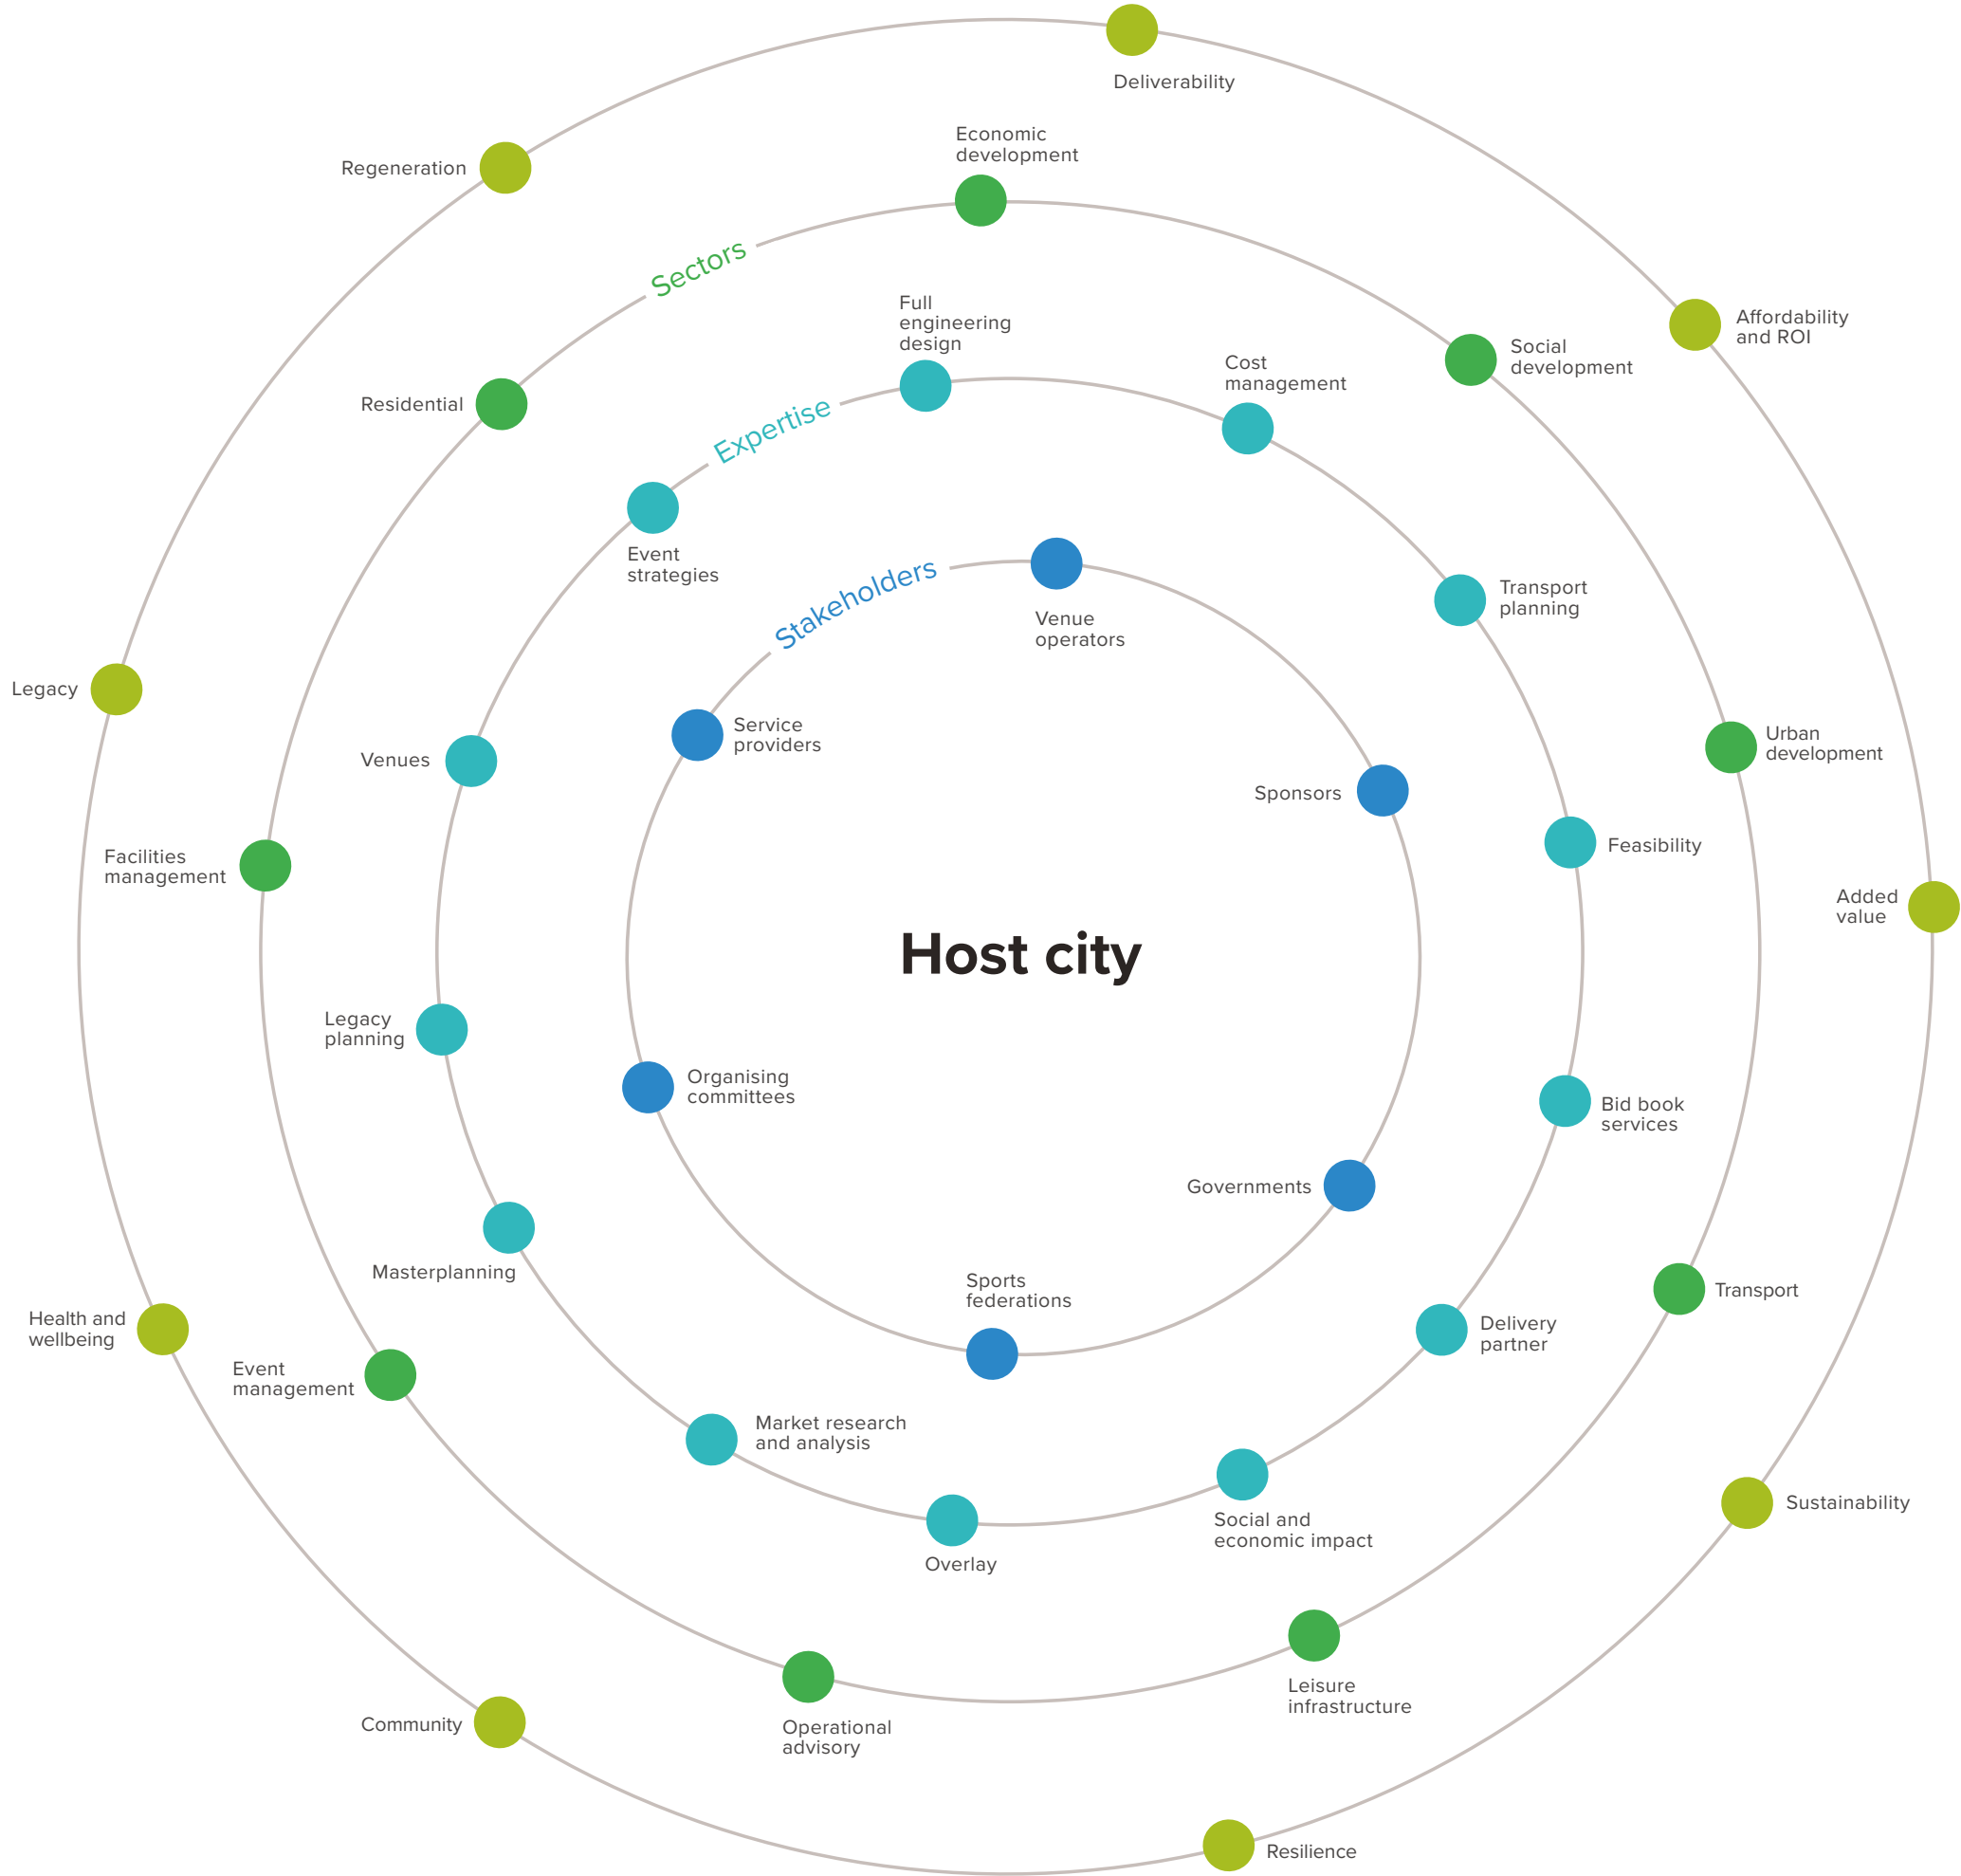 Deliverability
Economic
development
Regeneration
Sectors
Full
engineering
design
Affordability
and ROI
Social
development
Cost
management
Residential
Expertise
Event
strategies
Stakeholders
Transport
planning
Venue
operators
Legacy
Service
providers
Urban
development
Venues
Sponsors
Feasibility
Facilities
management
Added
value
Host city
Legacy
planning
Organising
committees
Bid book
services
Governments
Masterplanning
Sports
federations
Transport
Health and
wellbeing
Delivery
partner
Event
management
Market research
and analysis
Sustainability
Social and
economic impact
Overlay
Leisure
infrastructure
Community
Operational
advisory
Resilience